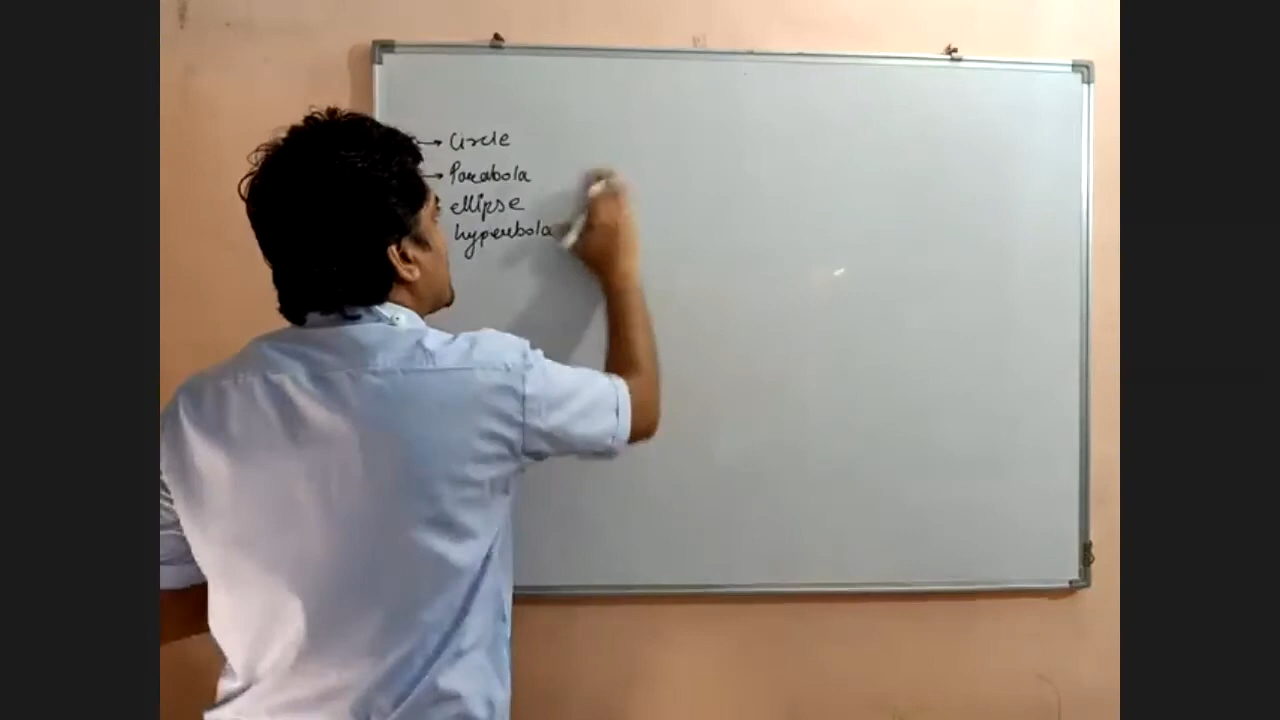 → Circle
→ Parabola
ellipse
hyperbola